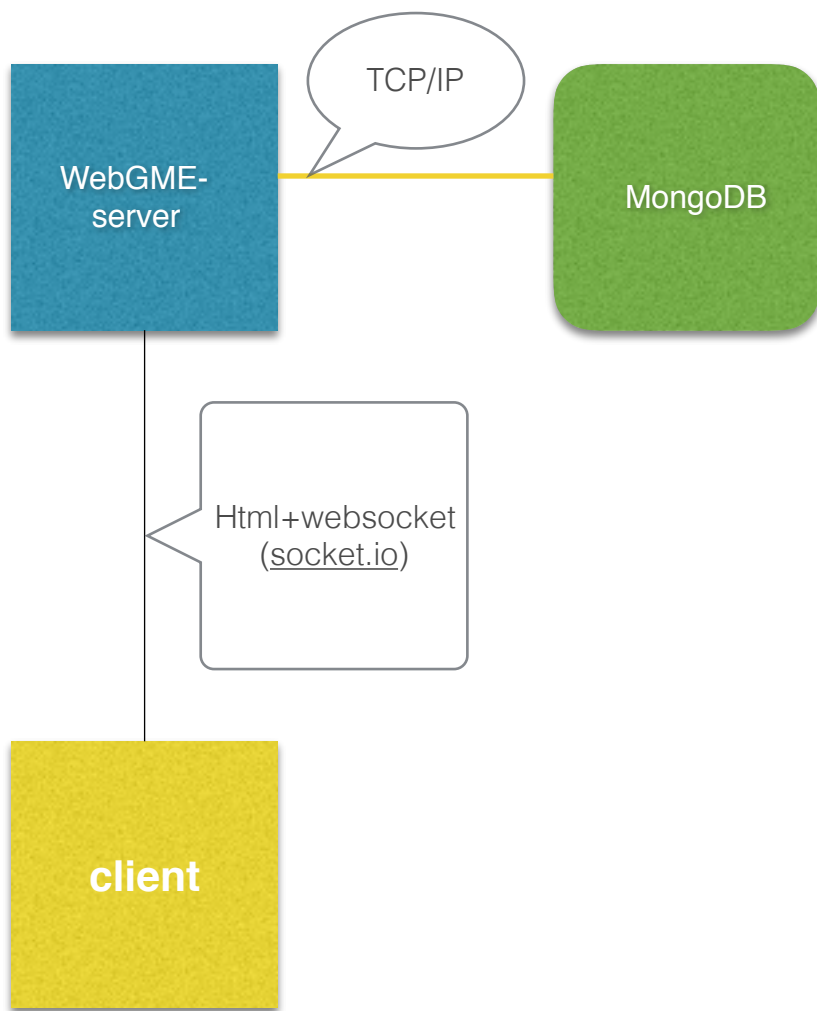 TCP/IP
WebGME-
server
MongoDB
Html+websocket
(socket.io)
client